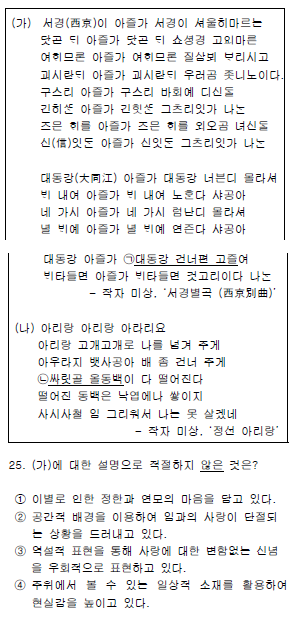 (가) 서경(西京)이 아즐가 서경이 셔울히마르는
닷곤 듸 아즐가 닷곤 듸 쇼셩경 고외마른
여히므론 아즐가 여히므론 질삼뵈 ᄇ리시고
괴시란듸 아즐가 괴시란듸 우러곰 좃니노이다.
구스리 아즐가 구스리 바회예 디신돌
긴히쭌 아즐가 긴힛쭌 그츠리잇가 나논
즈믄 히를 아즐가 즈믄 히를 외오곰 녀신돌
신(信)잇돈 아즐가 신잇돈 그츠리잇가 나논

대동강(大同江) 아즐가 대동강 너븐디 몰라셔
빈 내여 아즐가 빈 내여 노혼다 샤공아
네 가시 아즐가 네 가시 럼난디 몰라셔
녈 빈예 아즐가 녈 빈예 연즌다 샤공아
대동강 아즐가 ㉠대동강 건너편 고즐여
빈타들면 아즐가 빈타들면 것고리이다 나논
- 작자 미상, '서경별곡 (西京別曲)'

(나) 아리랑 아리랑 아라리요
아리랑 고개고개로 나를 넘겨 주게
아우라지 뱃사공아 배 좀 건너 주게
㉡싸릿골 올동백이 다 떨어진다
떨어진 동백은 낙엽에나 쌓이지
사시사철 임 그리워서 나는 못 살겠네
- 작자 미상, '정선 아리랑'

25. (가)에 대한 설명으로 적절하지 않은 것은?

① 이별로 인한 정한과 연모의 마음을 담고 있다.
② 공간적 배경을 이용하여 임과의 사랑이 단절되
는 상황을 드러내고 있다.
③ 역설적 표현을 통해 사랑에 대한 변함없는 신념
을 우회적으로 표현하고 있다.
④ 주위에서 볼 수 있는 일상적 소재를 활용하여
현실감을 높이고 있다.